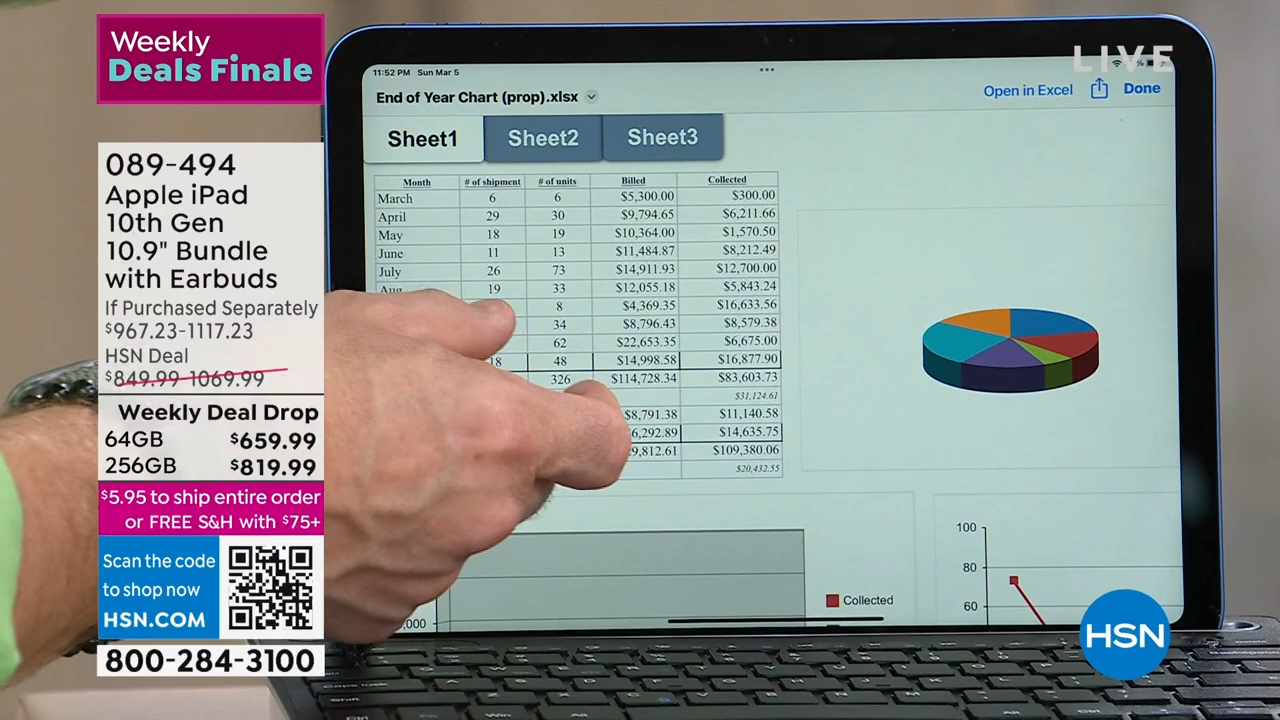 Weekly
Deals Finale
089-494
Apple iPad
10th Gen
10.9" Bundle
with Earbuds
If Purchased Separately
$967.23-1117.23
HSN Deal
$849.99-1069.99
Weekly Deal Drop
64GB $659.99
256GB $819.99
$5.95 to ship entire order
or FREE S&H with $75+
Scan the code
to shop now
HSN.COM
800-284-3100
LIVE
11:52 PM Sun Mar 5
End of Year Chart (prop).xlsx
Open in Excel Done
Sheet1 Sheet2 Sheet3
Month # of shipment # of units Billed Collected
March 6 6 $5,300.00 $300.00
April 29 30 $9,794.65 $6,211.66
May 18 19 $10,364.00 $1,570.50
June 11 13 $11,484.87 $8,212.49
July 26 73 $14,911.93 $12,700.00
Aug 19 33 $12,055.18 $5,843.24
8 $4,369.35 $16,633.56
34 $8,796.43 $8,579.38
62 $22,653.35 $6,675.00
18 48 $14,998.58 $16,877.90
326 $114,728.34 $83,603.73
$31,124.61
$8,791.38 $11,140.58
6,292.89 $14,635.75
9,812.61 $109,380.06
$20,432.55
Collected
100
80
60
HSN